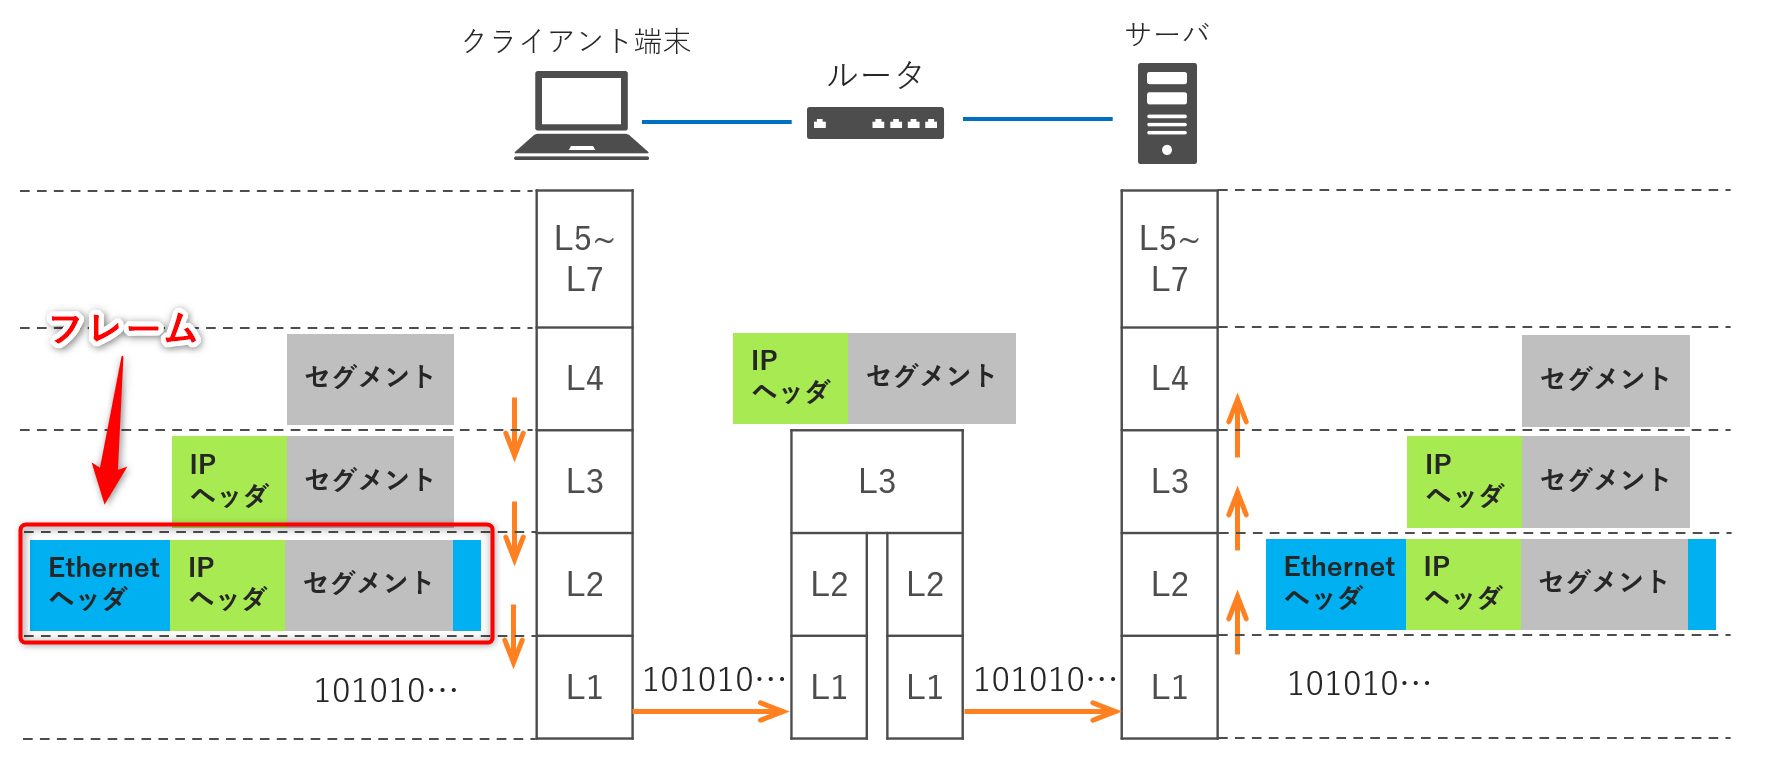 クライアント端末
ルータ
サーバ
L5~
L7
L5~
L7
フレーム
セグメント
L4
IP
ヘッダ
セグメント
L4
セグメント
IP
ヘッダ
セグメント
L3
L3
L3
IP
ヘッダ
セグメント
Ethernet
ヘッダ
IP
ヘッダ
セグメント
L2
L2
L2
L2
Ethernet
ヘッダ
IP
ヘッダ
セグメント
101010…
L1
101010…
L1
L1
101010…
L1
101010…